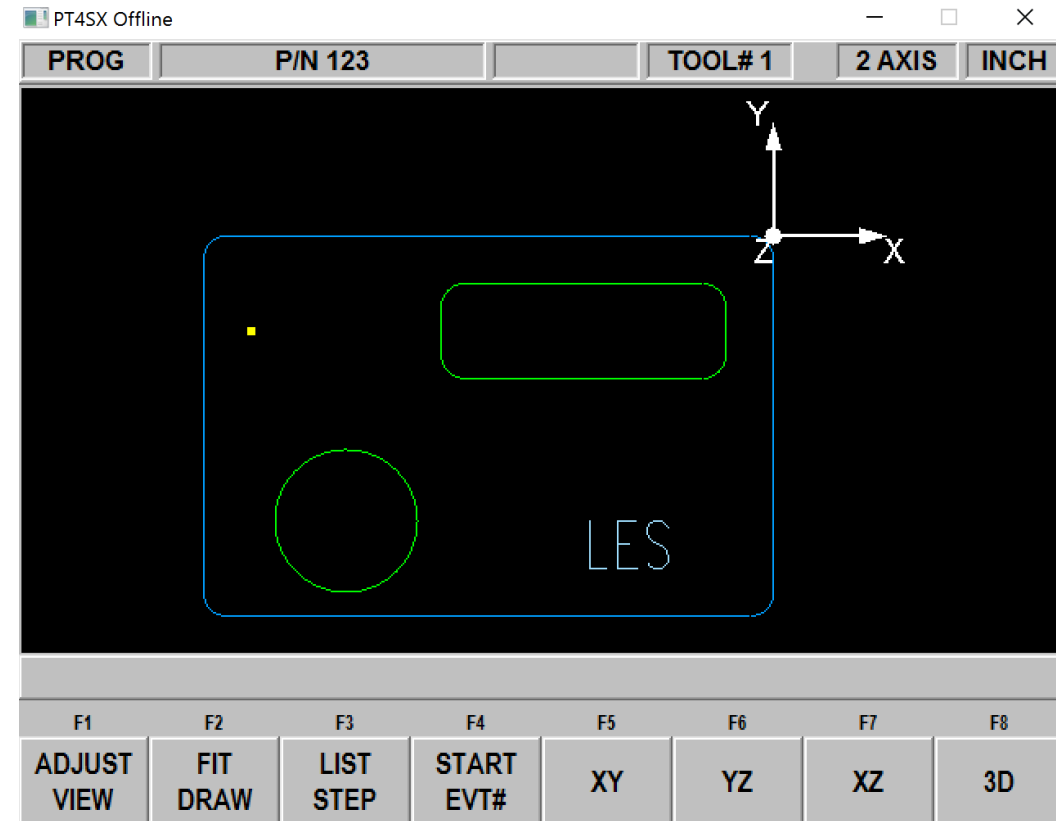 PT4SX Offline
PROG P/N 123 TOOL# 1 2 AXIS INCH
Y
Z X
LES
F1 F2 F3 F4 F5 F6 F7 F8
ADJUST VIEW
FIT DRAW
LIST STEP
START EVT#
XY
YZ
XZ
3D